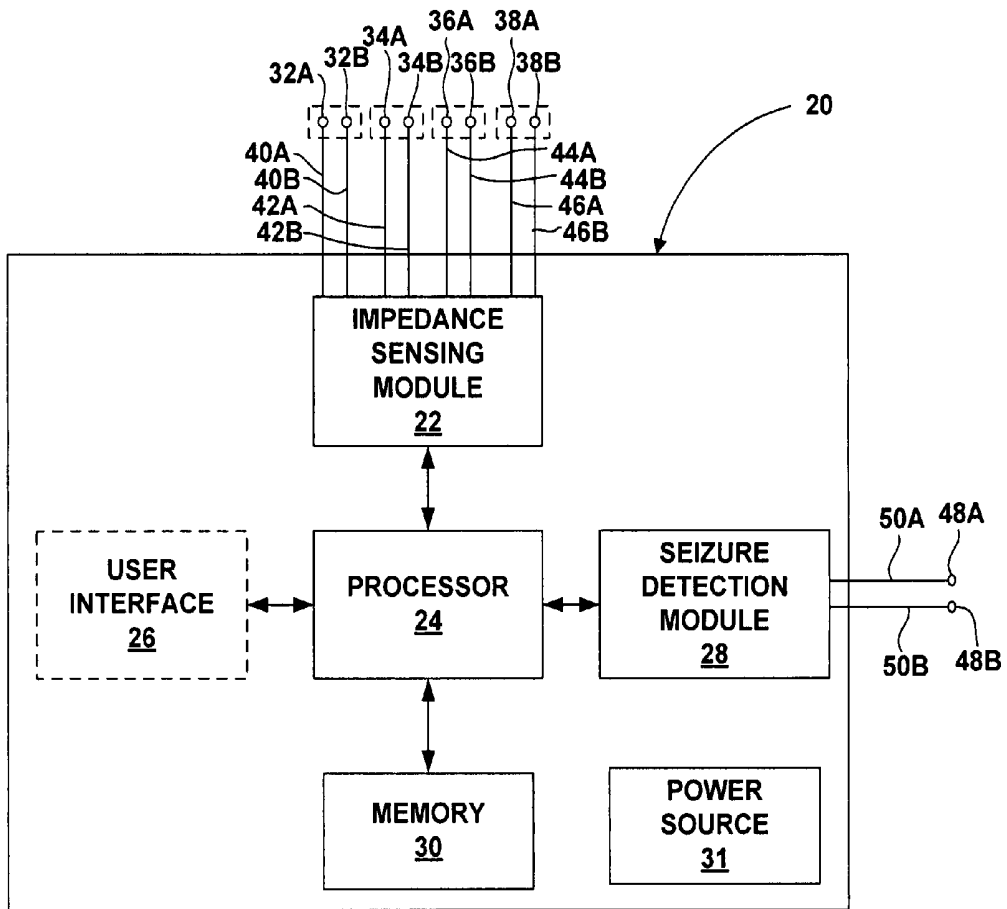 36A 38A
34A
32B 34B 36B 38B
32A
20
40A 44A
40B 44B
42A 46A
42B 46B
IMPEDANCE
SENSING
MODULE
22
50A 48A
USER
INTERFACE
26
PROCESSOR
24
SEIZURE
DETECTION
MODULE
28
50B 48B
MEMORY
30
POWER
SOURCE
31